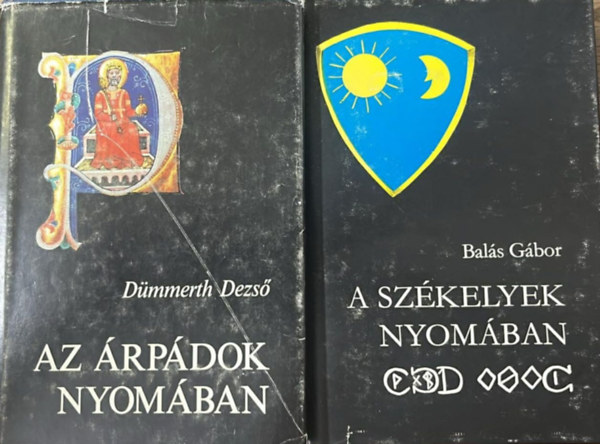 Dümmerth Dezső
AZ ÁRPÁDOK
NYOMÁBAN
Balás Gábor
A SZÉKELYEK
NYOMÁBAN